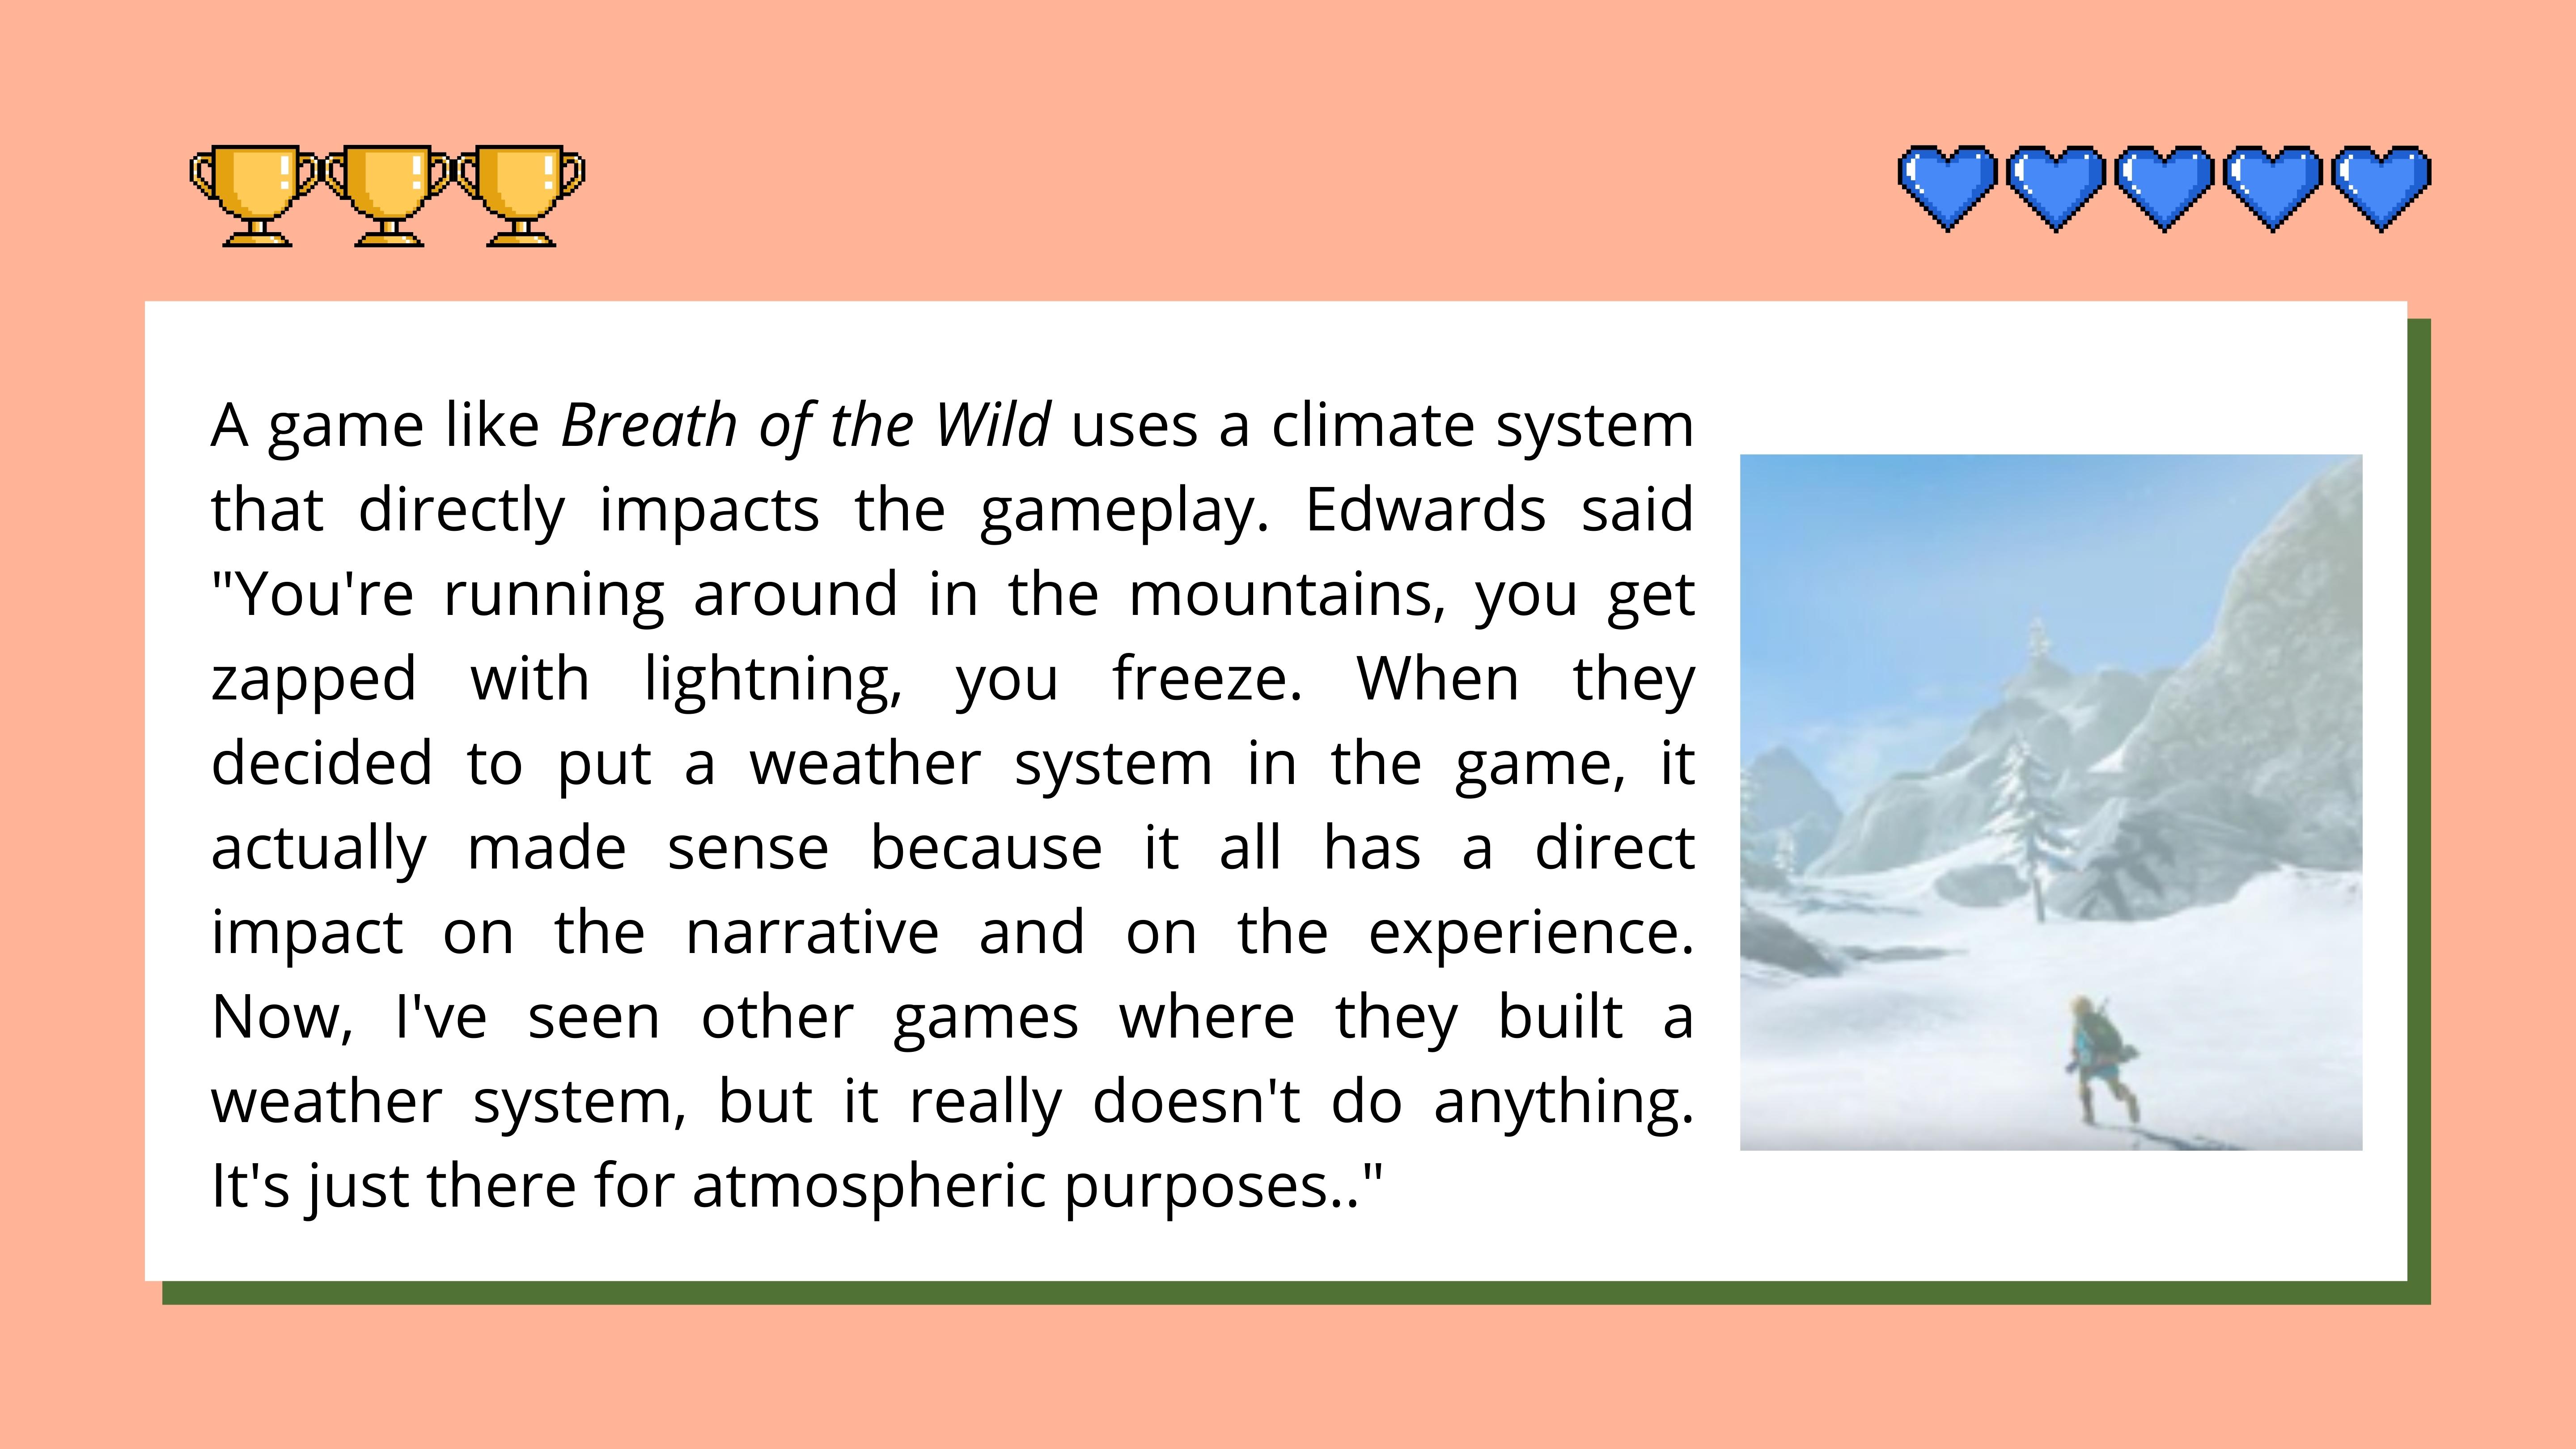 A game like Breath of the Wild uses a climate system
that directly impacts the gameplay. Edwards said
"You're running around in the mountains, you get
zapped with lightning, you freeze. When they
decided to put a weather system in the game, it
actually made sense because it all has a direct
impact on the narrative and on the experience.
Now, I've seen other games where they built a
weather system, but it really doesn't do anything.
It's just there for atmospheric purposes.."